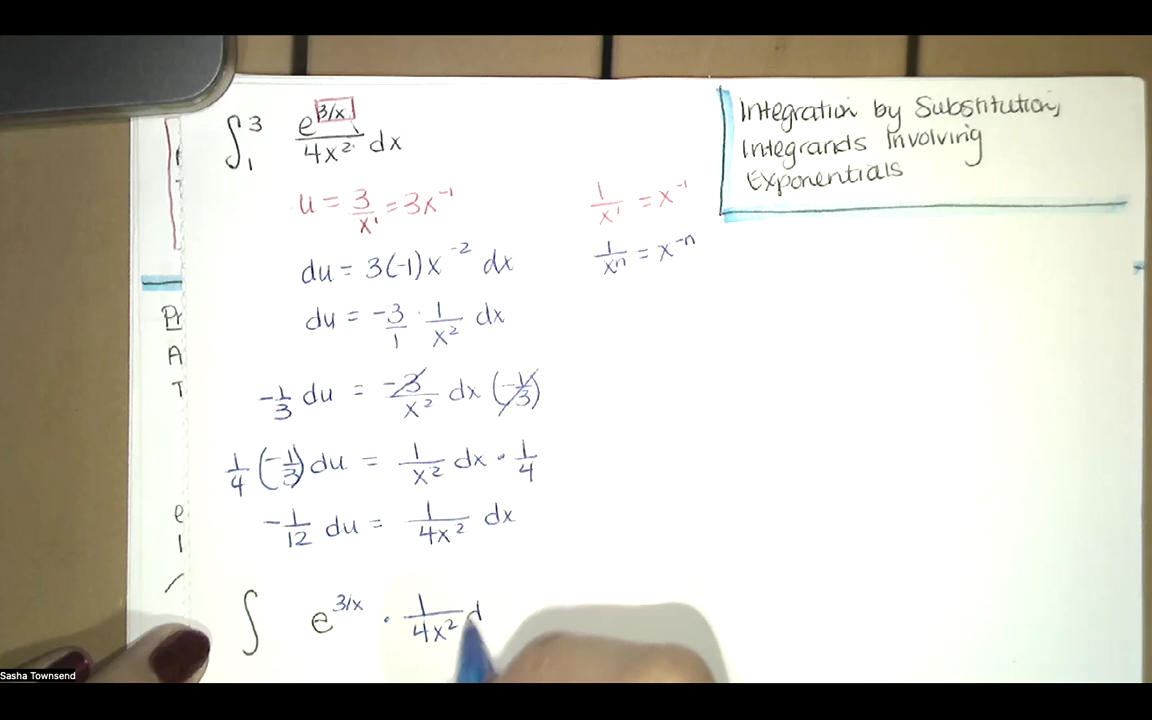 ∫₁³ e^(3/x) / 4x² dx
Integration by Substitution,
Integrands Involving
Exponentials
u = 3/x¹ = 3x⁻¹
1/x¹ = x⁻¹
du = 3(-1)x⁻² dx
1/xⁿ = x⁻ⁿ
du = -3/1 · 1/x² dx
-1/3 du = -3/x² dx (-1/3)
1/4 (-1/3) du = 1/x² dx · 1/4
-1/12 du = 1/4x² dx
∫ e^(3/x) · 1/4x² d
Pr
A
T
e
Sasha Townsend